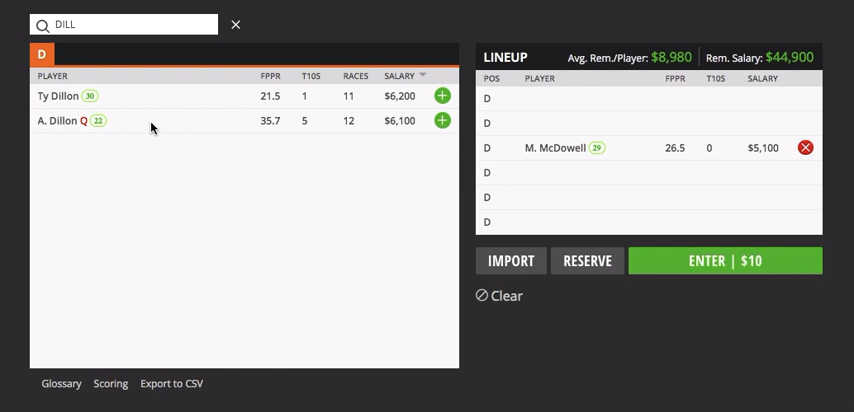 DILL
D
PLAYER FPPR T10S RACES SALARY
Ty Dillon 30 21.5 1 11 $6,200
A. Dillon Q 22 35.7 5 12 $6,100
Glossary Scoring Export to CSV
LINEUP Avg. Rem./Player: $8,980 Rem. Salary: $44,900
POS PLAYER FPPR T10S SALARY
D
D
D M. McDowell 29 26.5 0 $5,100
D
D
D
IMPORT RESERVE ENTER | $10
Clear